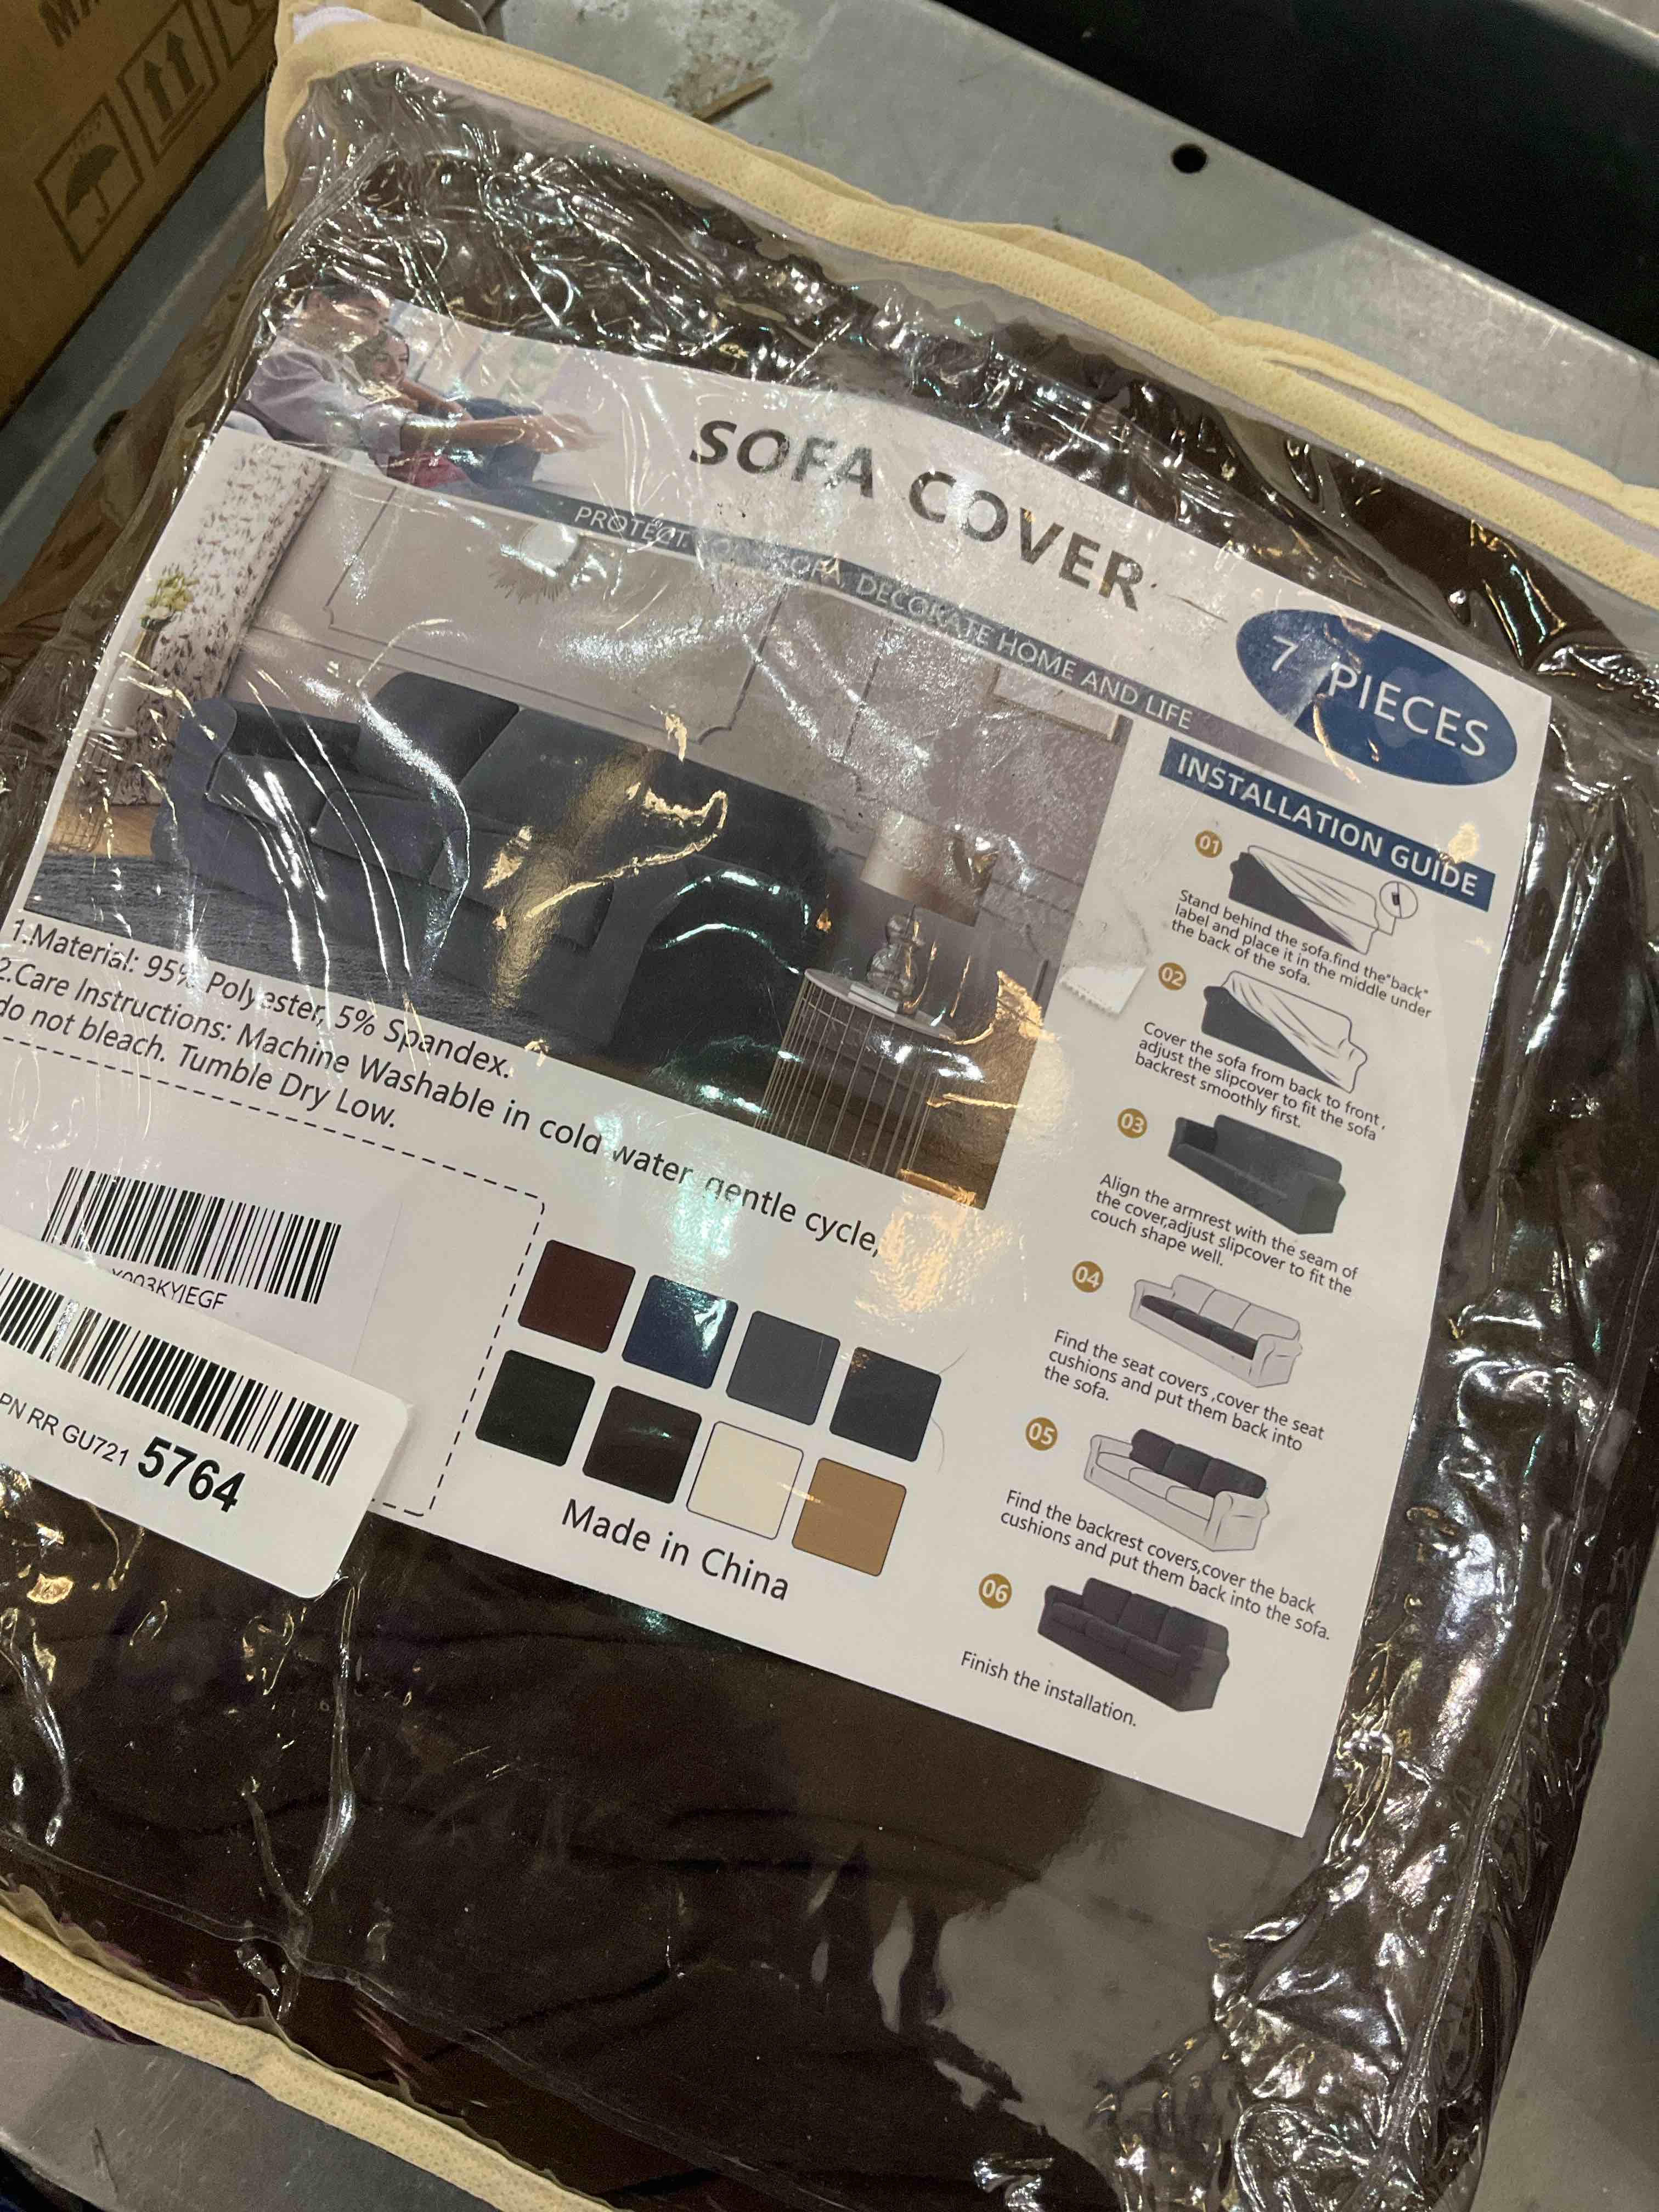 SOFA COVER
PROTECT YOUR SOFA, DECORATE HOME AND LIFE
7 PIECES
INSTALLATION GUIDE
01
Stand behind the sofa.find the"back"
label and place it in the middle under
the back of the sofa.
02
Cover the sofa from back to front,
adjust the slipcover to fit the sofa
backrest smoothly first.
03
Align the armrest with the seam of
the cover,adjust slipcover to fit the
couch shape well.
04
Find the seat covers ,cover the seat
cushions and put them back into
the sofa.
05
Find the backrest covers,cover the back
cushions and put them back into the sofa.
06
Finish the installation.
1.Material: 95% Polyester, 5% Spandex.
2.Care Instructions: Machine Washable in cold water gentle cycle,
do not bleach. Tumble Dry Low.
X003KYJEGF
PN RR GU721 5764
Made in China